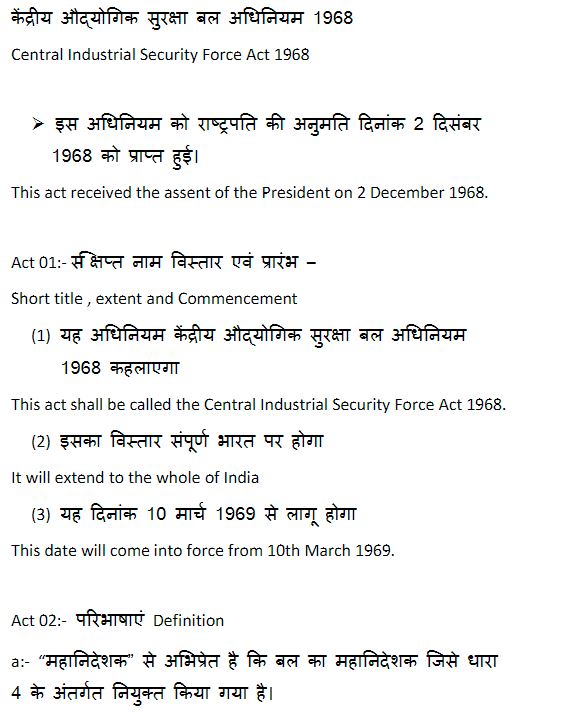 केंद्रीय औद्योगिक सुरक्षा बल अधिनियम 1968
Central Industrial Security Force Act 1968
➢ इस अधिनियम को राष्ट्रपति की अनुमति दिनांक 2 दिसंबर
1968 को प्राप्त हुई।
This act received the assent of the President on 2 December 1968.
Act 01:- संक्षिप्त नाम विस्तार एवं प्रारंभ –
Short title , extent and Commencement
(1) यह अधिनियम केंद्रीय औद्योगिक सुरक्षा बल अधिनियम
1968 कहलाएगा
This act shall be called the Central Industrial Security Force Act 1968.
(2) इसका विस्तार संपूर्ण भारत पर होगा
It will extend to the whole of India
(3) यह दिनांक 10 मार्च 1969 से लागू होगा
This date will come into force from 10th March 1969.
Act 02:- परिभाषाएं Definition
a:- “महानिदेशक” से अभिप्रेत है कि बल का महानिदेशक जिसे धारा
4 के अंतर्गत नियुक्त किया गया है।